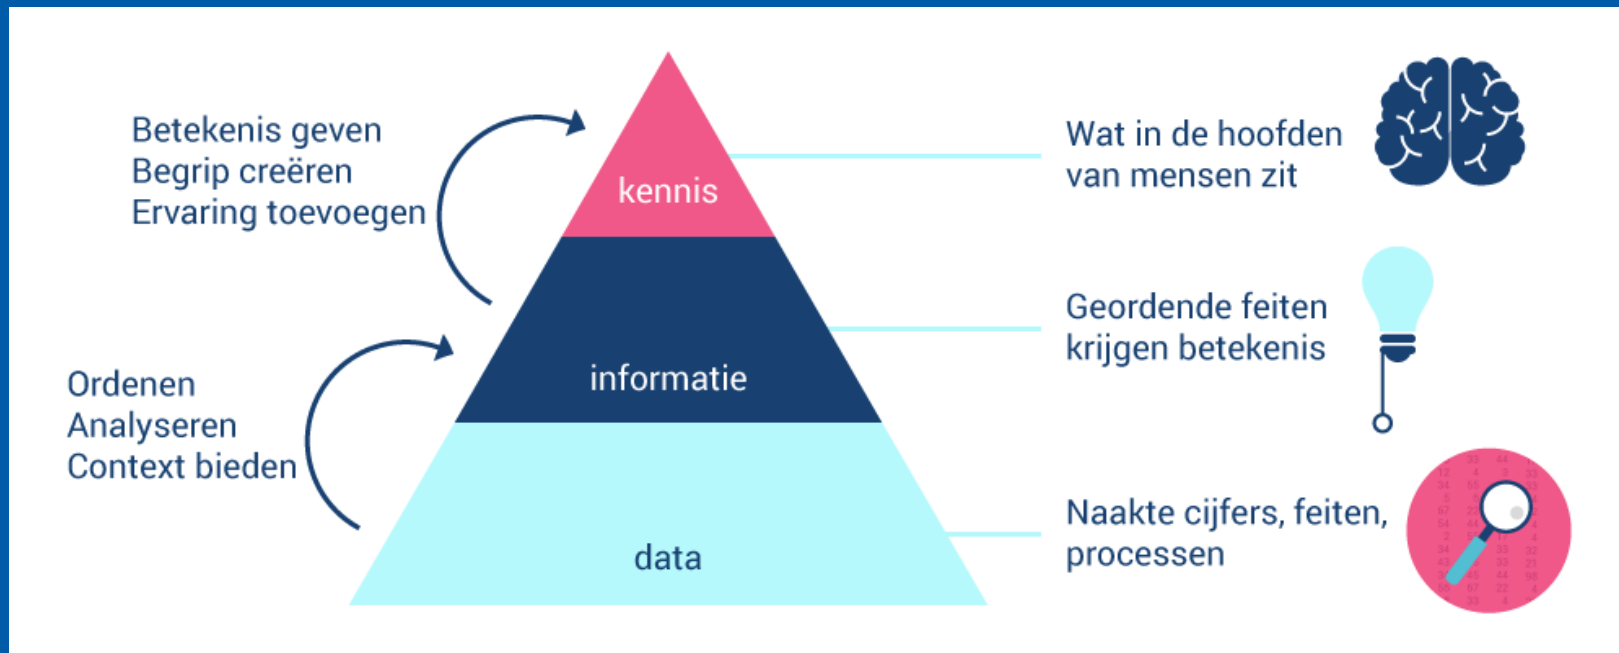 Betekenis geven
Begrip creëren
Ervaring toevoegen
kennis
Wat in de hoofden
van mensen zit
Ordenen
Analyseren
Context bieden
informatie
Geordende feiten
krijgen betekenis
data
Naakte cijfers, feiten,
processen